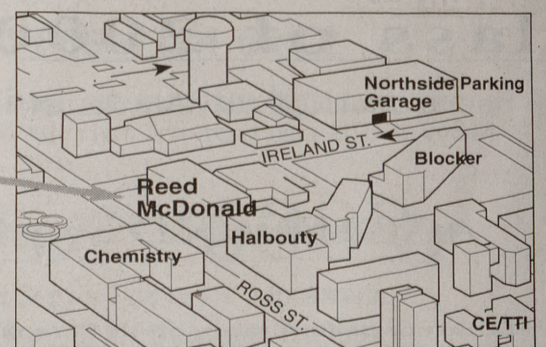 Northside Parking
Garage
IRELAND ST.
Blocker
Reed
McDonald
Halbouty
Chemistry
ROSS ST.
CE/TTI